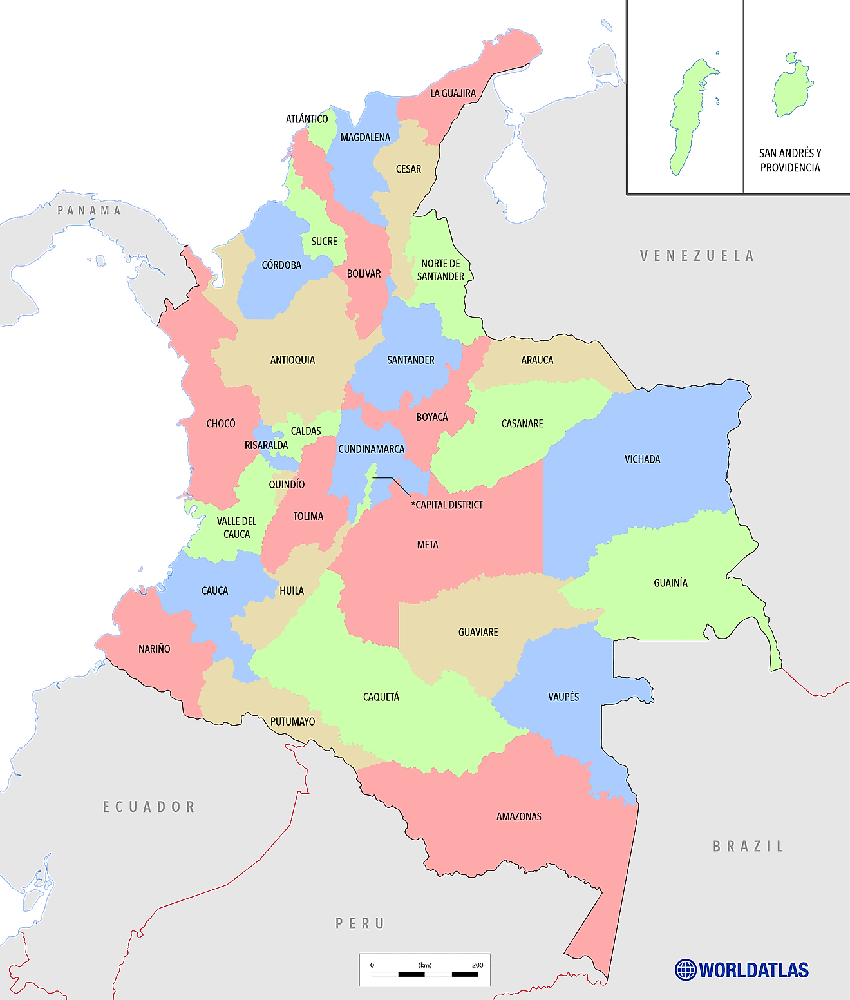 LA GUAJIRA
ATLÁNTICO
MAGDALENA
SAN ANDRÉS Y
PROVIDENCIA
CESAR
PANAMA
SUCRE
VENEZUELA
CÓRDOBA
NORTE DE
SANTANDER
BOLIVAR
ANTIOQUIA
SANTANDER
ARAUCA
CHOCÓ
BOYACÁ
CASANARE
CALDAS
RISARALDA
CUNDINAMARCA
VICHADA
QUINDÍO
*CAPITAL DISTRICT
TOLIMA
VALLE DEL
CAUCA
META
GUAINÍA
CAUCA
HUILA
GUAVIARE
NARIÑO
CAQUETÁ
VAUPÉS
PUTUMAYO
ECUADOR
AMAZONAS
BRAZIL
PERU
0 (km) 200
WORLDATLAS